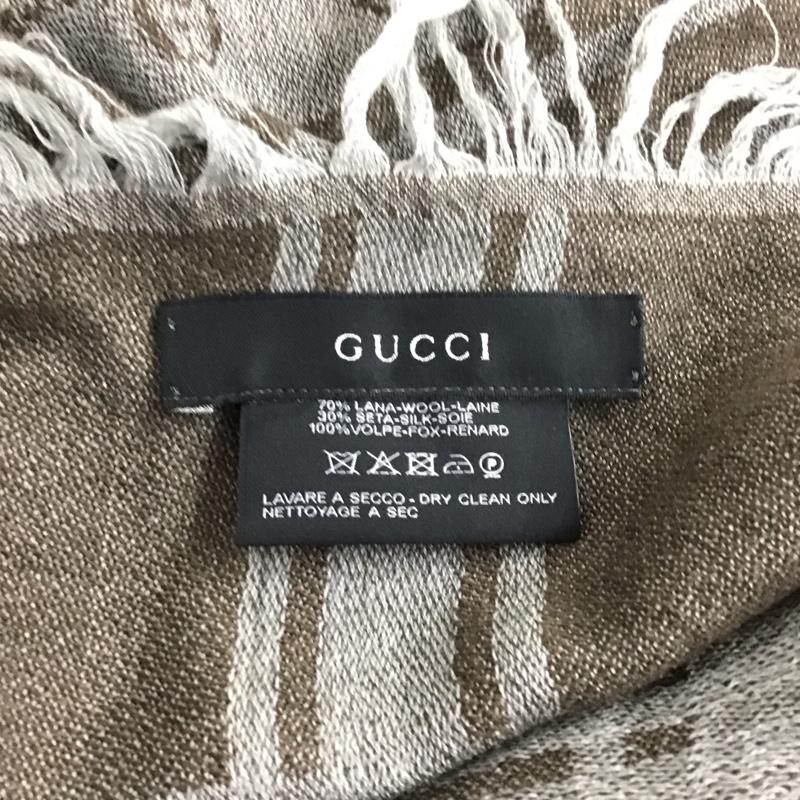 GUCCI
70% LANA-WOOL-LAINE
30% SETA-SILK-SOIE
100%VOLPE-FOX-RENARD
P
LAVARE A SECCO - DRY CLEAN ONLY
NETTOYAGE A SEC